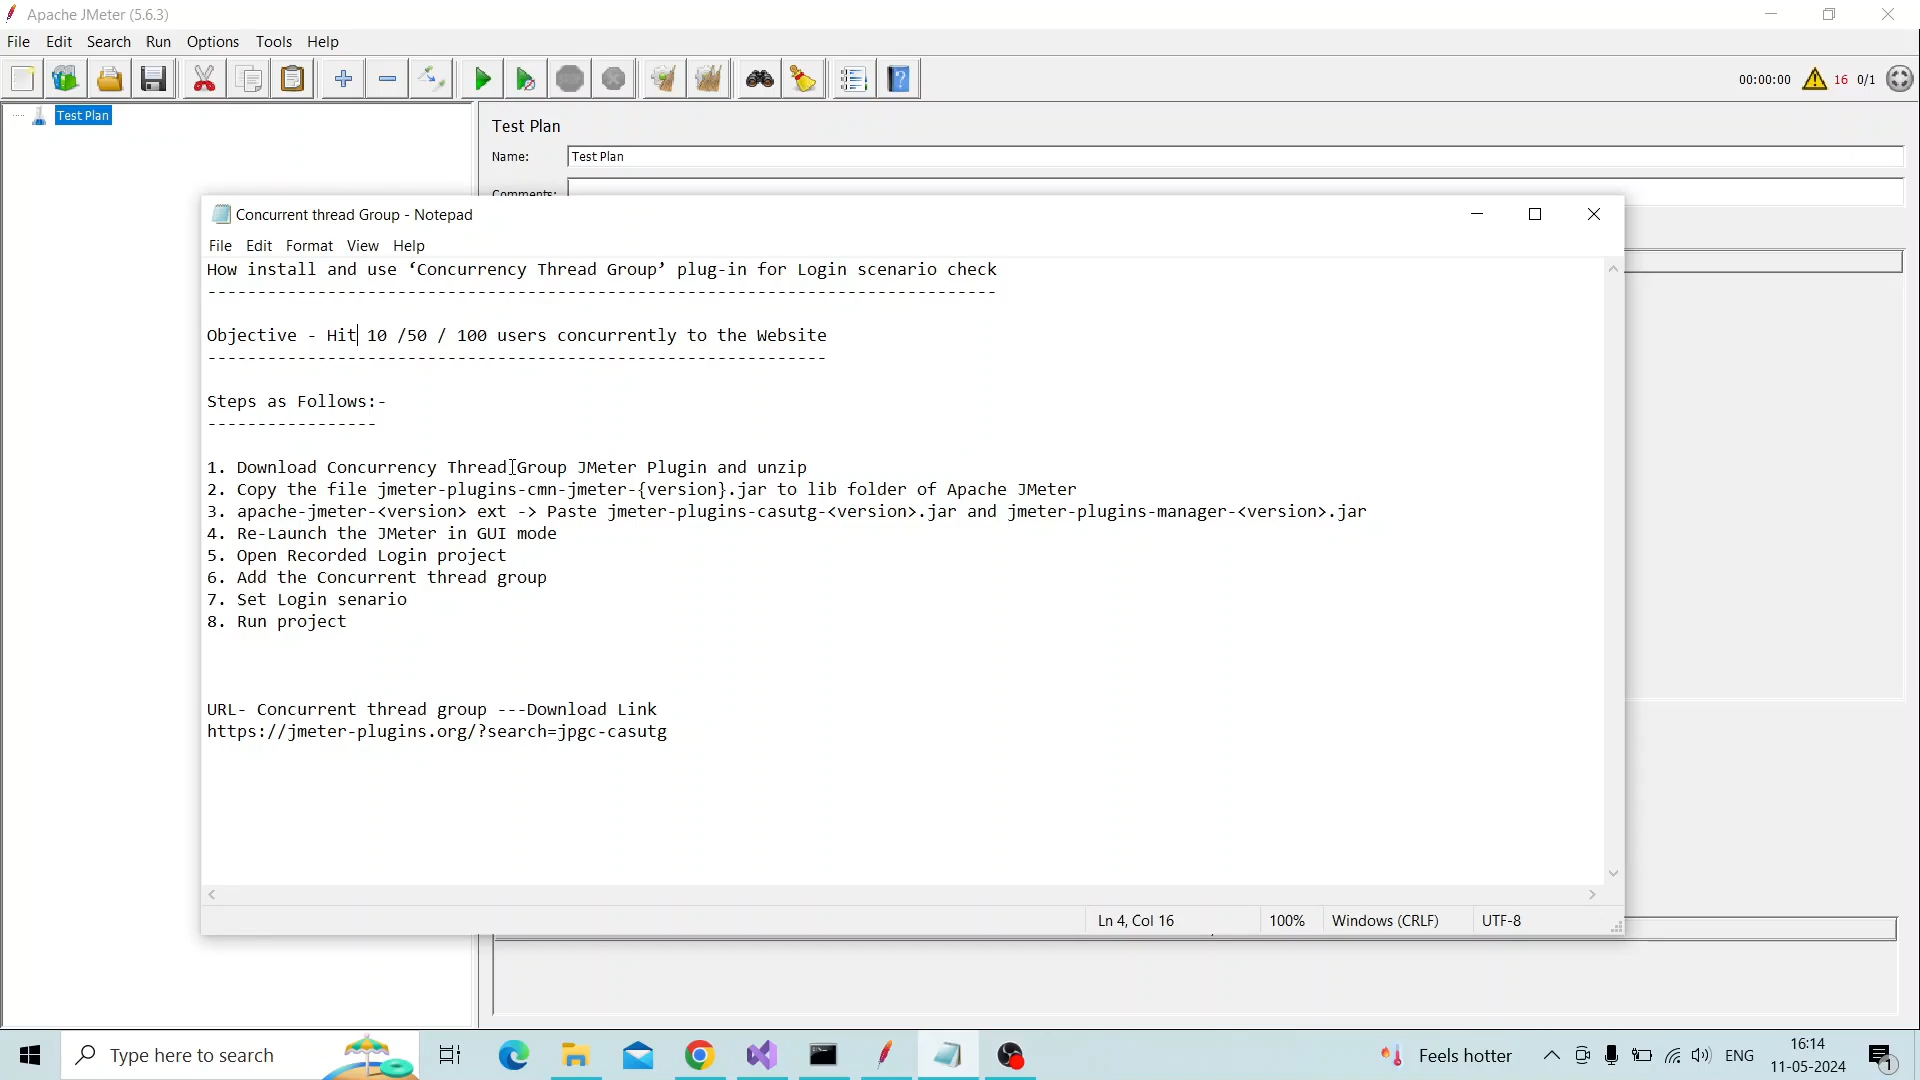 Apache JMeter (5.6.3)
File Edit Search Run Options Tools Help
00:00:00 16 0/1
Test Plan
Test Plan
Name: Test Plan
Comments:
Concurrent thread Group - Notepad
File Edit Format View Help
How install and use ‘Concurrency Thread Group’ plug-in for Login scenario check
-------------------------------------------------------------------------------
Objective - Hit 10 /50 / 100 users concurrently to the Website
--------------------------------------------------------------
Steps as Follows:-
-----------------
1. Download Concurrency Thread Group JMeter Plugin and unzip
2. Copy the file jmeter-plugins-cmn-jmeter-{version}.jar to lib folder of Apache JMeter
3. apache-jmeter-<version> ext -> Paste jmeter-plugins-casutg-<version>.jar and jmeter-plugins-manager-<version>.jar
4. Re-Launch the JMeter in GUI mode
5. Open Recorded Login project
6. Add the Concurrent thread group
7. Set Login senario
8. Run project
URL- Concurrent thread group ---Download Link
https://jmeter-plugins.org/?search=jpgc-casutg
Ln 4, Col 16 100% Windows (CRLF) UTF-8
Type here to search
Feels hotter
ENG
16:14
11-05-2024
1